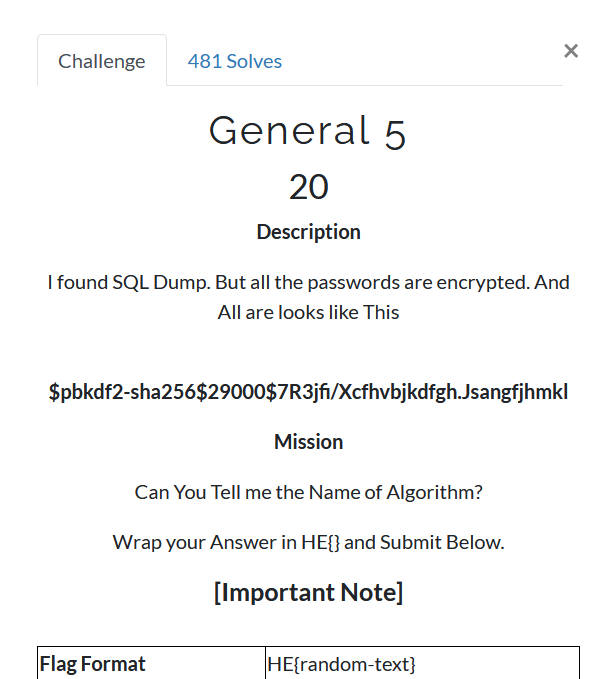 Challenge
481 Solves
×
General 5
20
Description
I found SQL Dump. But all the passwords are encrypted. And
All are looks like This
$pbkdf2-sha256$29000$7R3jfi/Xcfhvbjkdfgh.Jsangfjhmkl
Mission
Can You Tell me the Name of Algorithm?
Wrap your Answer in HE{} and Submit Below.
[Important Note]
Flag Format
HE{random-text}